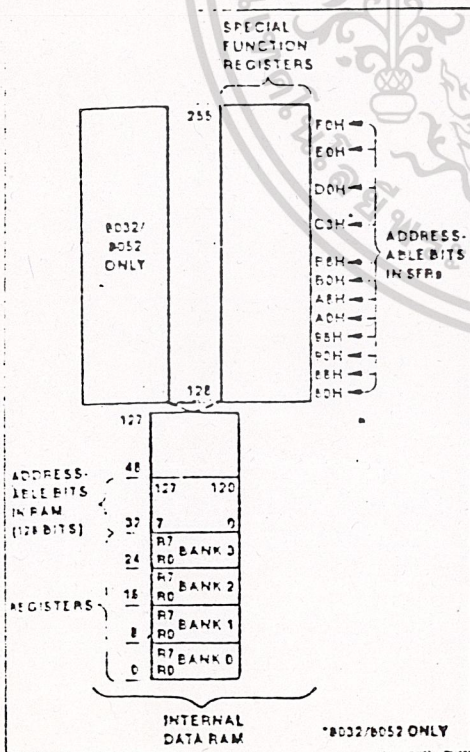 SPECIAL
FUNCTION
REGISTERS
255
8032/
8052
ONLY
F0H
E0H
D0H
C8H*
B8H
B0H
A8H
A0H
98H
90H
88H
80H
ADDRESS-
ABLE BITS
IN SFRs
128
127
48
ADDRESS-
ABLE BITS
IN RAM
(128 BITS)
127 120
32 7 0
R7
R0 BANK 3
24
R7
R0 BANK 2
16
REGISTERS
R7
R0 BANK 1
8
R7
R0 BANK 0
0
INTERNAL
DATA RAM
*8032/8052 ONLY